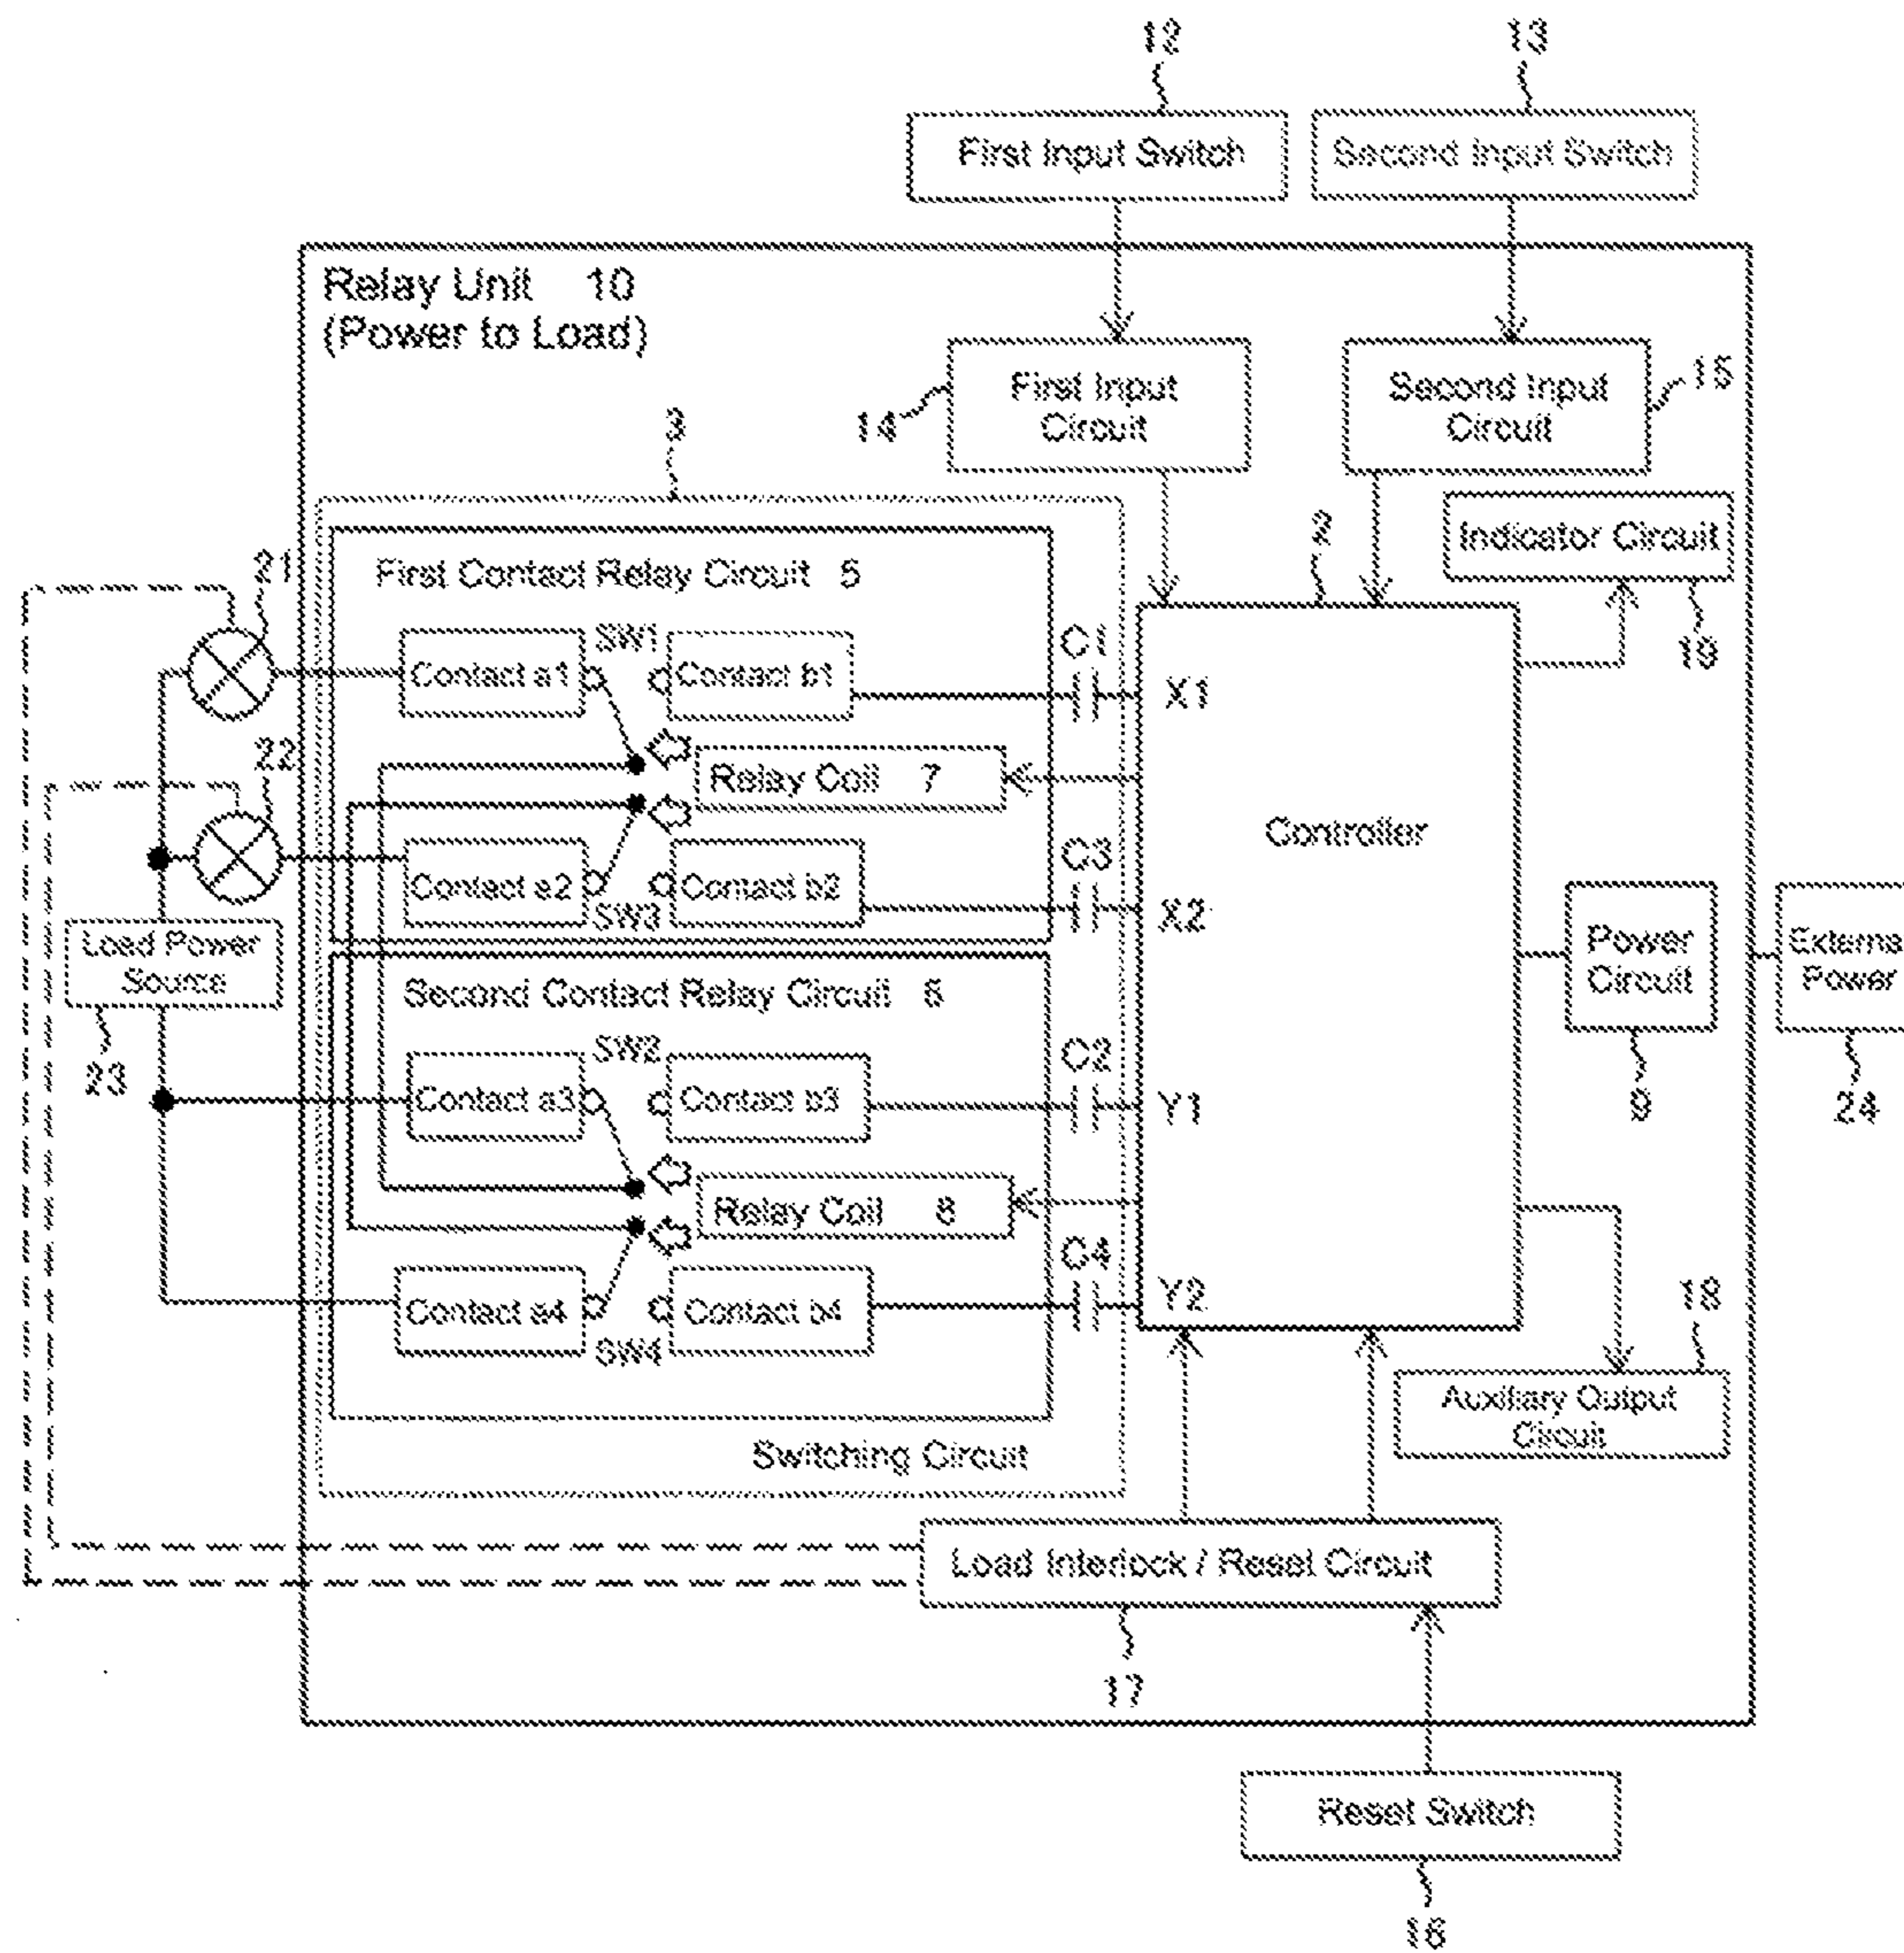 12
13
First Input Switch
Second Input Switch
Relay Unit 10
(Power to Load)
First Input
Circuit
14
Second Input
Circuit
15
3
2
Indicator Circuit
19
First Contact Relay Circuit 5
21
SW1
Contact a1
Contact b1
C1
X1
22
Relay Coil 7
Controller
C3
Contact a2
Contact b2
SW3
X2
Load Power
Source
23
Power
Circuit
9
External
Power
24
Second Contact Relay Circuit 6
SW2
C2
Contact a3
Contact b3
Y1
Relay Coil 8
C4
Y2
Contact a4
Contact b4
SW4
18
Auxiliary Output
Circuit
Switching Circuit
Load Interlock / Reset Circuit
17
Reset Switch
16